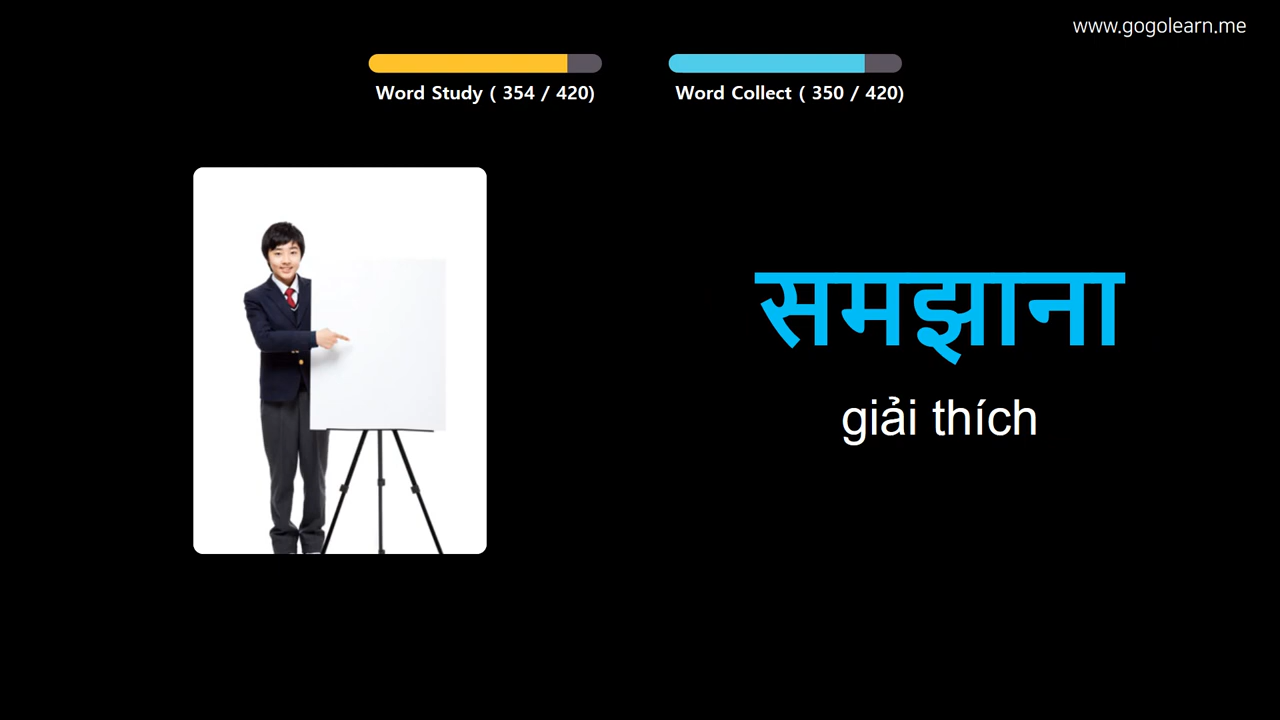 www.gogolearn.me
Word Study ( 354 / 420)
Word Collect ( 350 / 420)
समझाना
giải thích